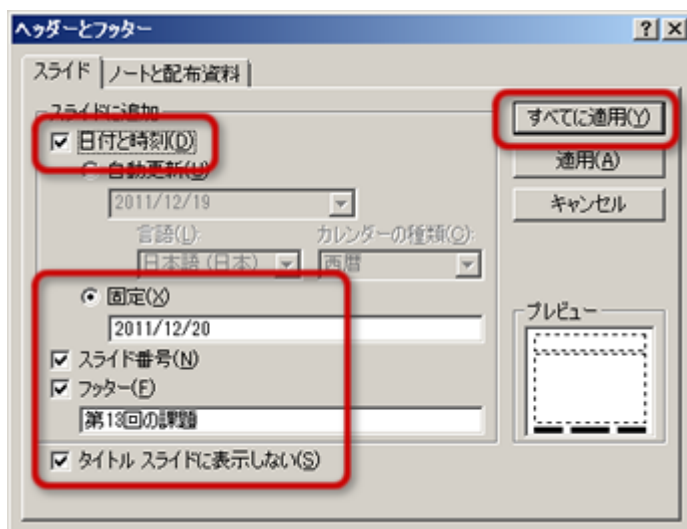 ヘッダーとフッター
スライド ノートと配布資料
スライドに追加
日付と時刻(D)
すべてに適用(Y)
自動更新(U)
適用(A)
2011/12/19
キャンセル
言語(L): カレンダーの種類(C):
日本語 (日本) 西暦
固定(X)
2011/12/20
プレビュー
スライド番号(N)
フッター(F)
第13回の課題
タイトル スライドに表示しない(S)